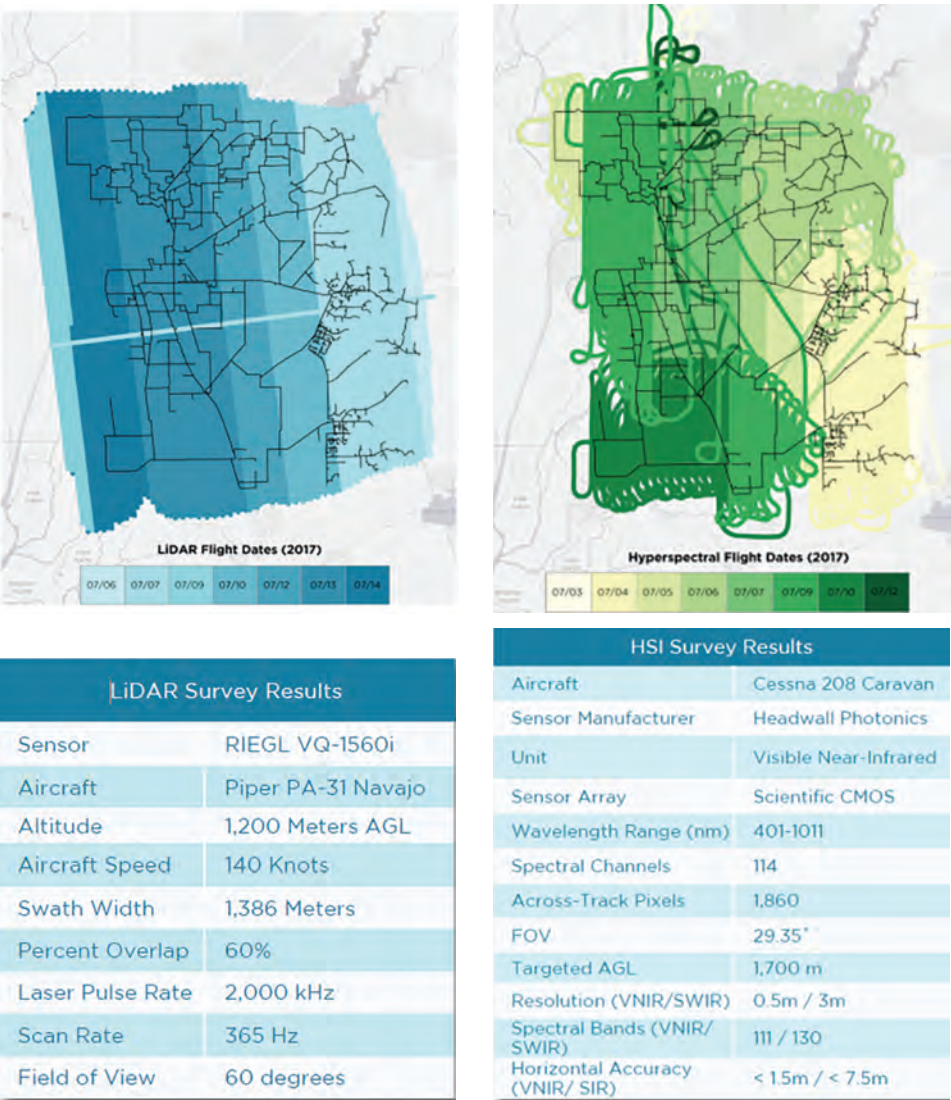 LiDAR Flight Dates (2017)
07/06 07/07 07/09 07/10 07/12 07/13 07/14
Hyperspectral Flight Dates (2017)
07/03 07/04 07/05 07/06 07/07 07/09 07/10 07/12
LiDAR Survey Results
Sensor RIEGL VQ-1560i
Aircraft Piper PA-31 Navajo
Altitude 1,200 Meters AGL
Aircraft Speed 140 Knots
Swath Width 1,386 Meters
Percent Overlap 60%
Laser Pulse Rate 2,000 kHz
Scan Rate 365 Hz
Field of View 60 degrees
HSI Survey Results
Aircraft Cessna 208 Caravan
Sensor Manufacturer Headwall Photonics
Unit Visible Near-Infrared
Sensor Array Scientific CMOS
Wavelength Range (nm) 401-1011
Spectral Channels 114
Across-Track Pixels 1,860
FOV 29.35°
Targeted AGL 1,700 m
Resolution (VNIR/SWIR) 0.5m / 3m
Spectral Bands (VNIR/
SWIR) 111 / 130
Horizontal Accuracy
(VNIR/ SIR) < 1.5m / < 7.5m